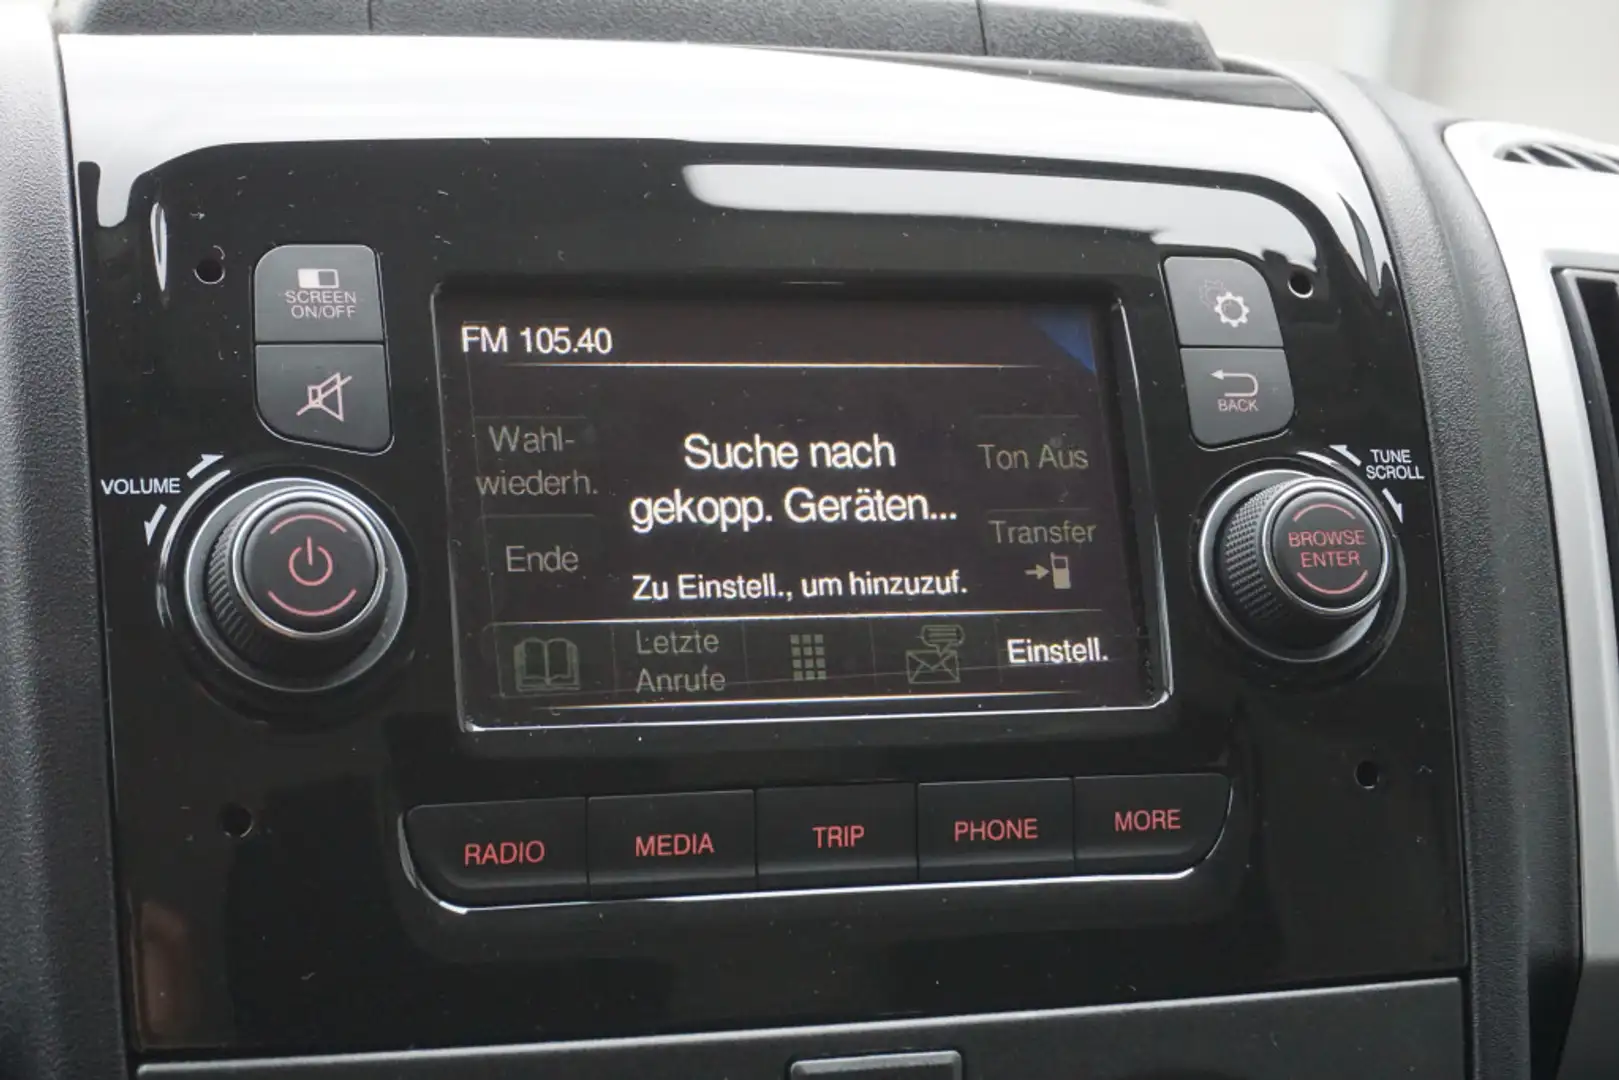 SCREEN
ON/OFF
VOLUME
FM 105.40
Wahl-
wiederh.
Suche nach
gekopp. Geräten...
Ton Aus
Ende
Transfer
Zu Einstell., um hinzuzuf.
Letzte
Anrufe
Einstell.
BACK
TUNE
SCROLL
BROWSE
ENTER
RADIO
MEDIA
TRIP
PHONE
MORE